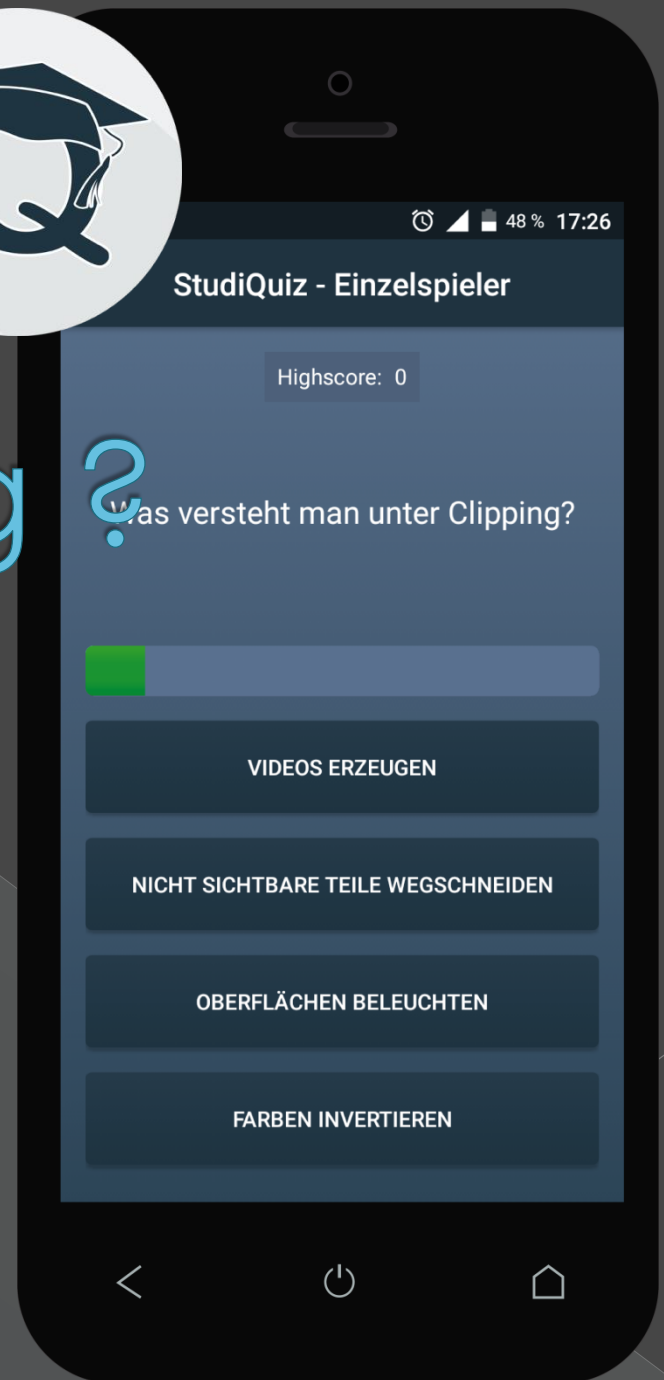 48 % 17:26
StudiQuiz - Einzelspieler
Highscore: 0
g ?
Was versteht man unter Clipping?
VIDEOS ERZEUGEN
NICHT SICHTBARE TEILE WEGSCHNEIDEN
OBERFLÄCHEN BELEUCHTEN
FARBEN INVERTIEREN